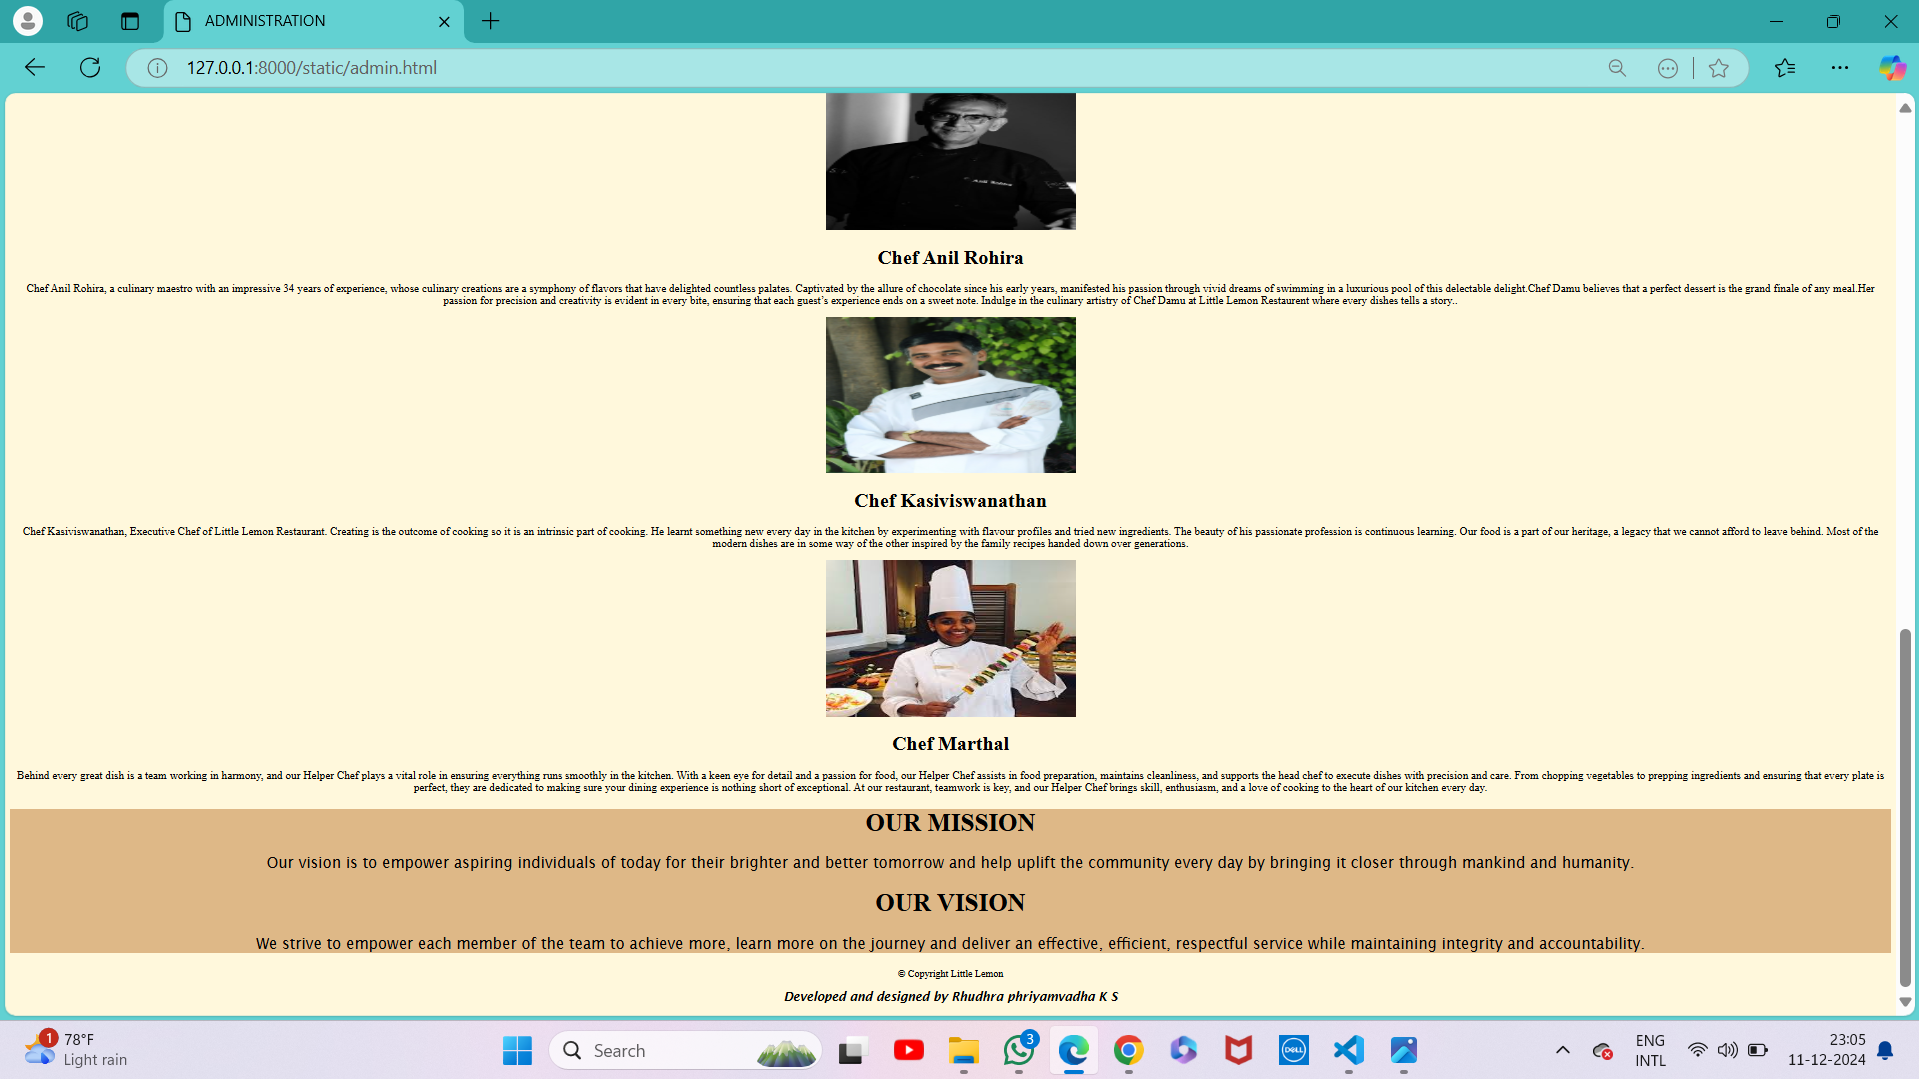 ADMINISTRATION
127.0.0.1:8000/static/admin.html
Anil Rohira
Chef Anil Rohira
Chef Anil Rohira, a culinary maestro with an impressive 34 years of experience, whose culinary creations are a symphony of flavors that have delighted countless palates. Captivated by the allure of chocolate since his early years, manifested his passion through vivid dreams of swimming in a luxurious pool of this delectable delight.Chef Damu believes that a perfect dessert is the grand finale of any meal.Her
passion for precision and creativity is evident in every bite, ensuring that each guest’s experience ends on a sweet note. Indulge in the culinary artistry of Chef Damu at Little Lemon Restaurent where every dishes tells a story..
Chef Kasiviswanathan
Chef Kasiviswanathan, Executive Chef of Little Lemon Restaurant. Creating is the outcome of cooking so it is an intrinsic part of cooking. He learnt something new every day in the kitchen by experimenting with flavour profiles and tried new ingredients. The beauty of his passionate profession is continuous learning. Our food is a part of our heritage, a legacy that we cannot afford to leave behind. Most of the
modern dishes are in some way of the other inspired by the family recipes handed down over generations.
Chef Marthal
Behind every great dish is a team working in harmony, and our Helper Chef plays a vital role in ensuring everything runs smoothly in the kitchen. With a keen eye for detail and a passion for food, our Helper Chef assists in food preparation, maintains cleanliness, and supports the head chef to execute dishes with precision and care. From chopping vegetables to prepping ingredients and ensuring that every plate is
perfect, they are dedicated to making sure your dining experience is nothing short of exceptional. At our restaurant, teamwork is key, and our Helper Chef brings skill, enthusiasm, and a love of cooking to the heart of our kitchen every day.
OUR MISSION
Our vision is to empower aspiring individuals of today for their brighter and better tomorrow and help uplift the community every day by bringing it closer through mankind and humanity.
OUR VISION
We strive to empower each member of the team to achieve more, learn more on the journey and deliver an effective, efficient, respectful service while maintaining integrity and accountability.
© Copyright Little Lemon
Developed and designed by Rhudhra phriyamvadha K S
1
78°F
Light rain
Search
3
DELL
ENG
INTL
23:05
11-12-2024